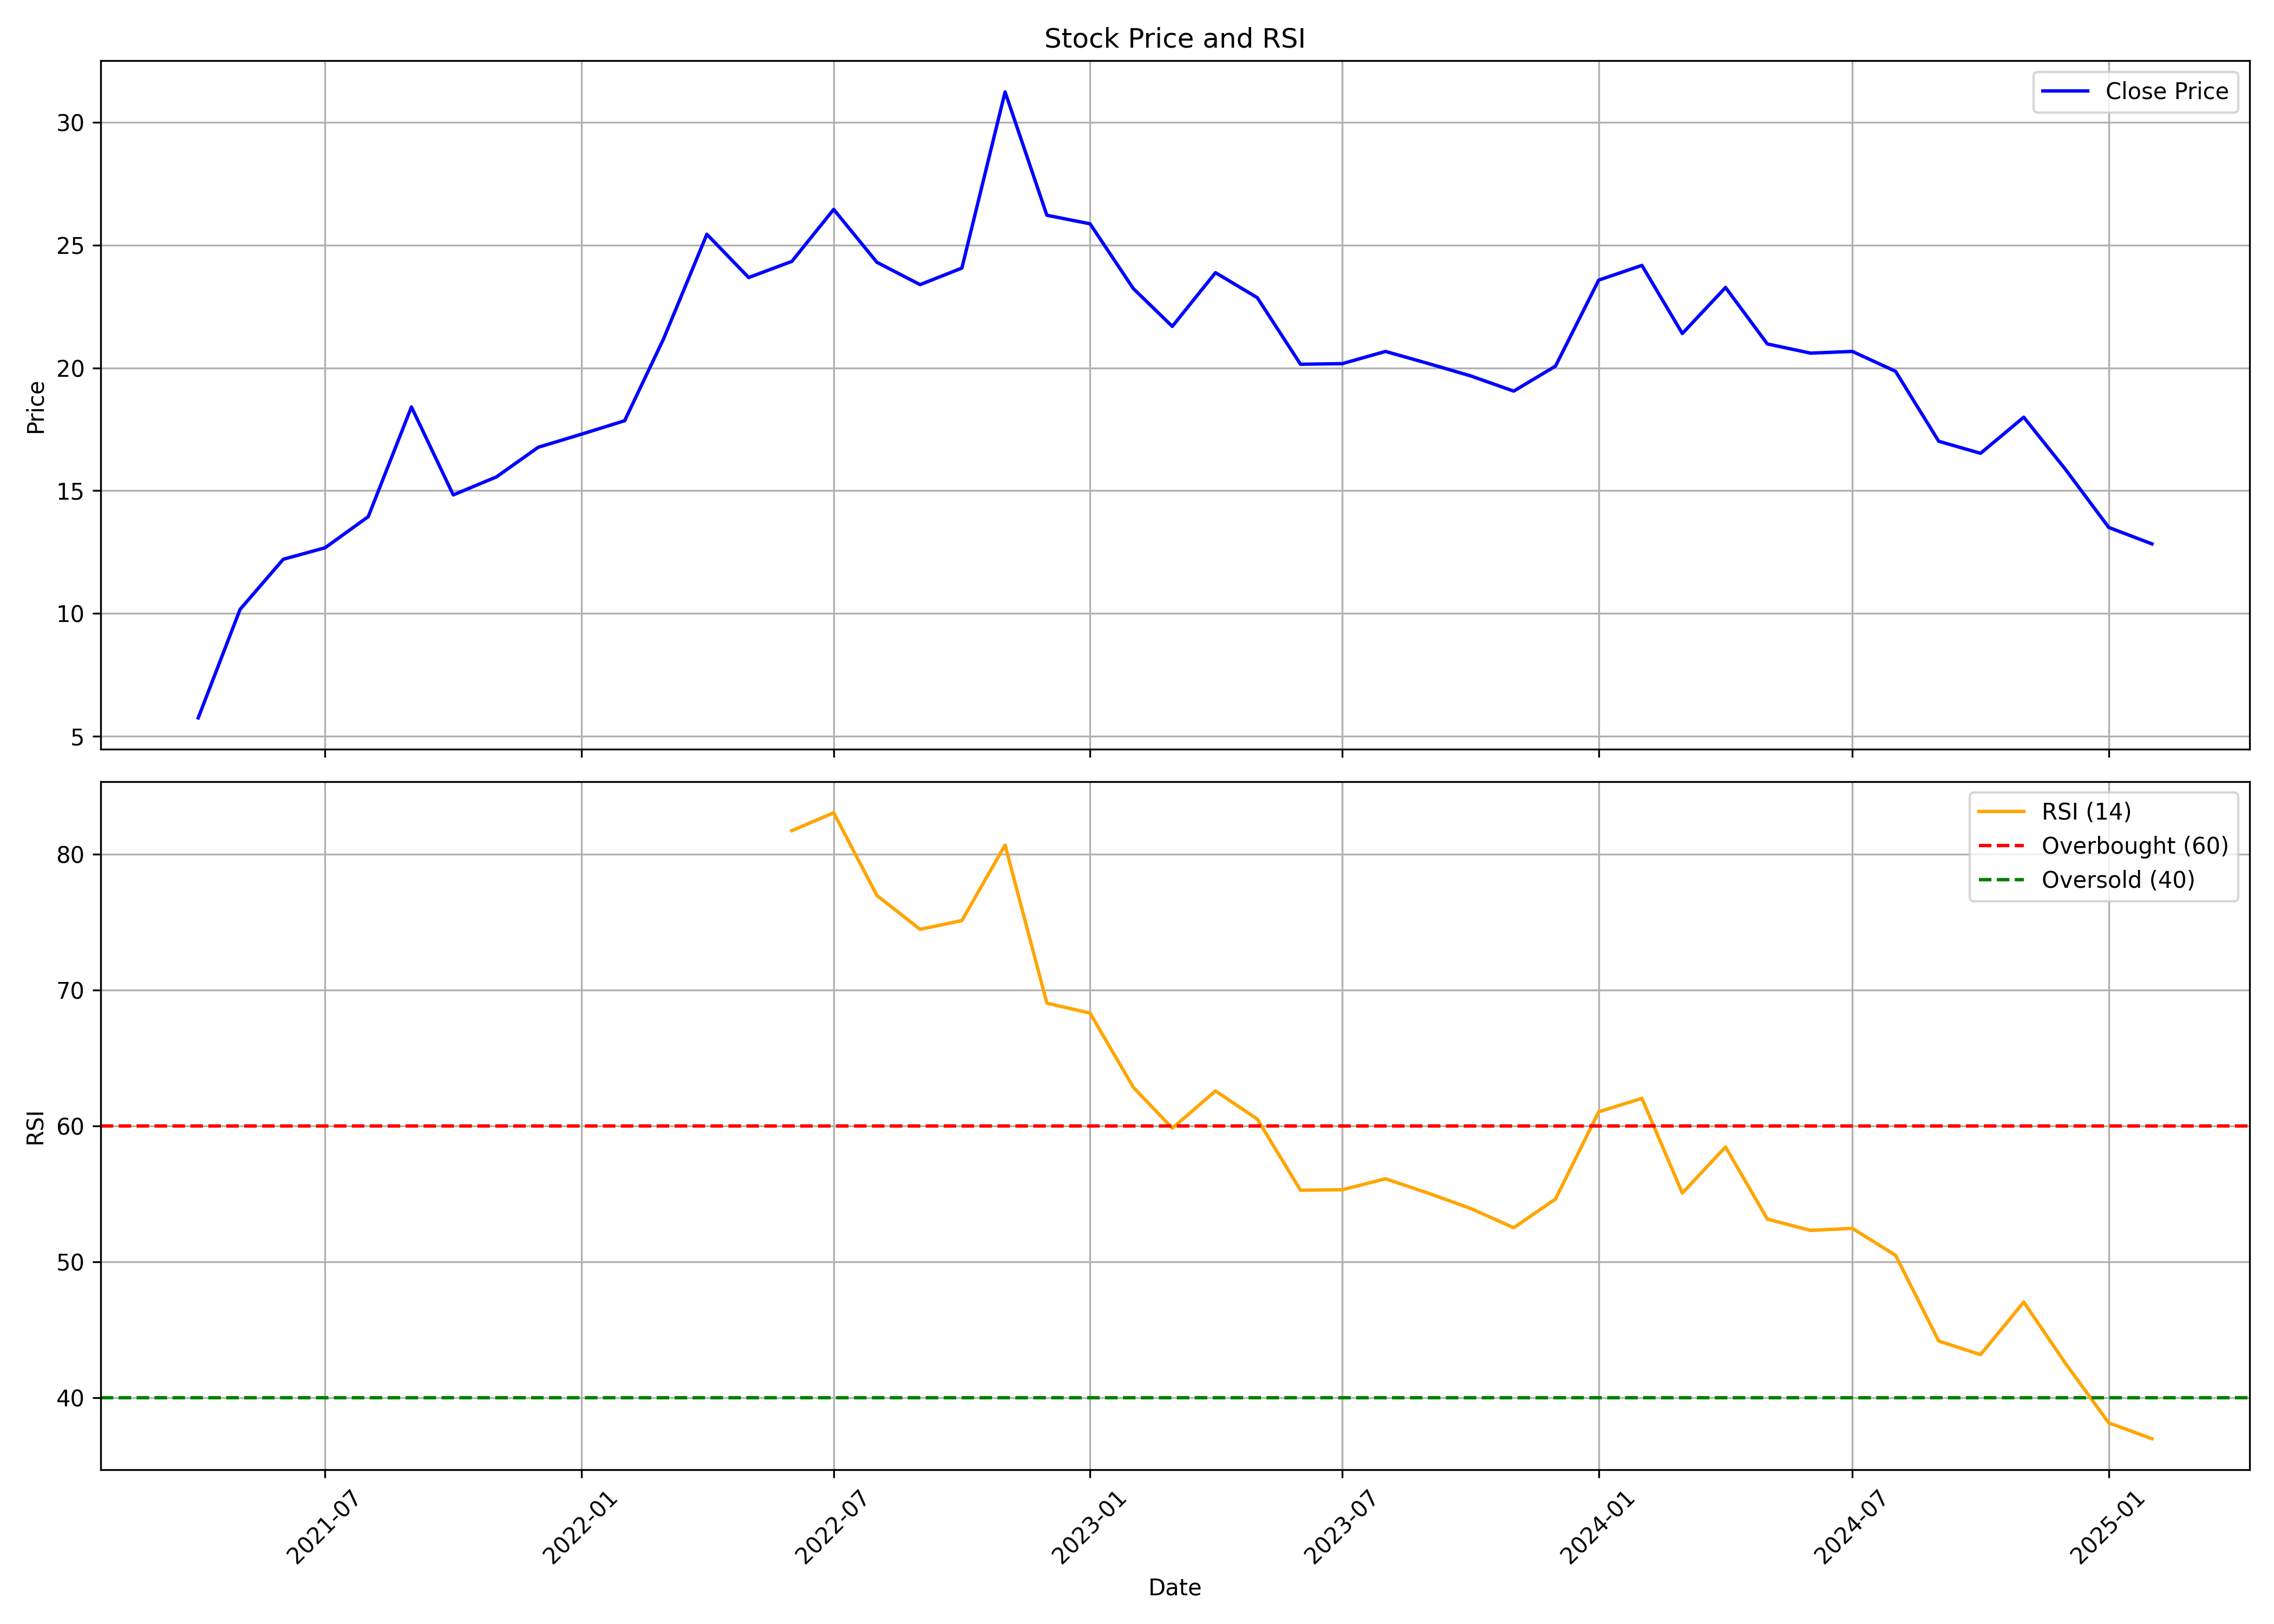 Stock Price and RSI
Close Price
30
25
20
15
10
5
Price
RSI (14)
Overbought (60)
Oversold (40)
80
70
60
50
40
RSI
2021-07
2022-01
2022-07
2023-01
2023-07
2024-01
2024-07
2025-01
Date